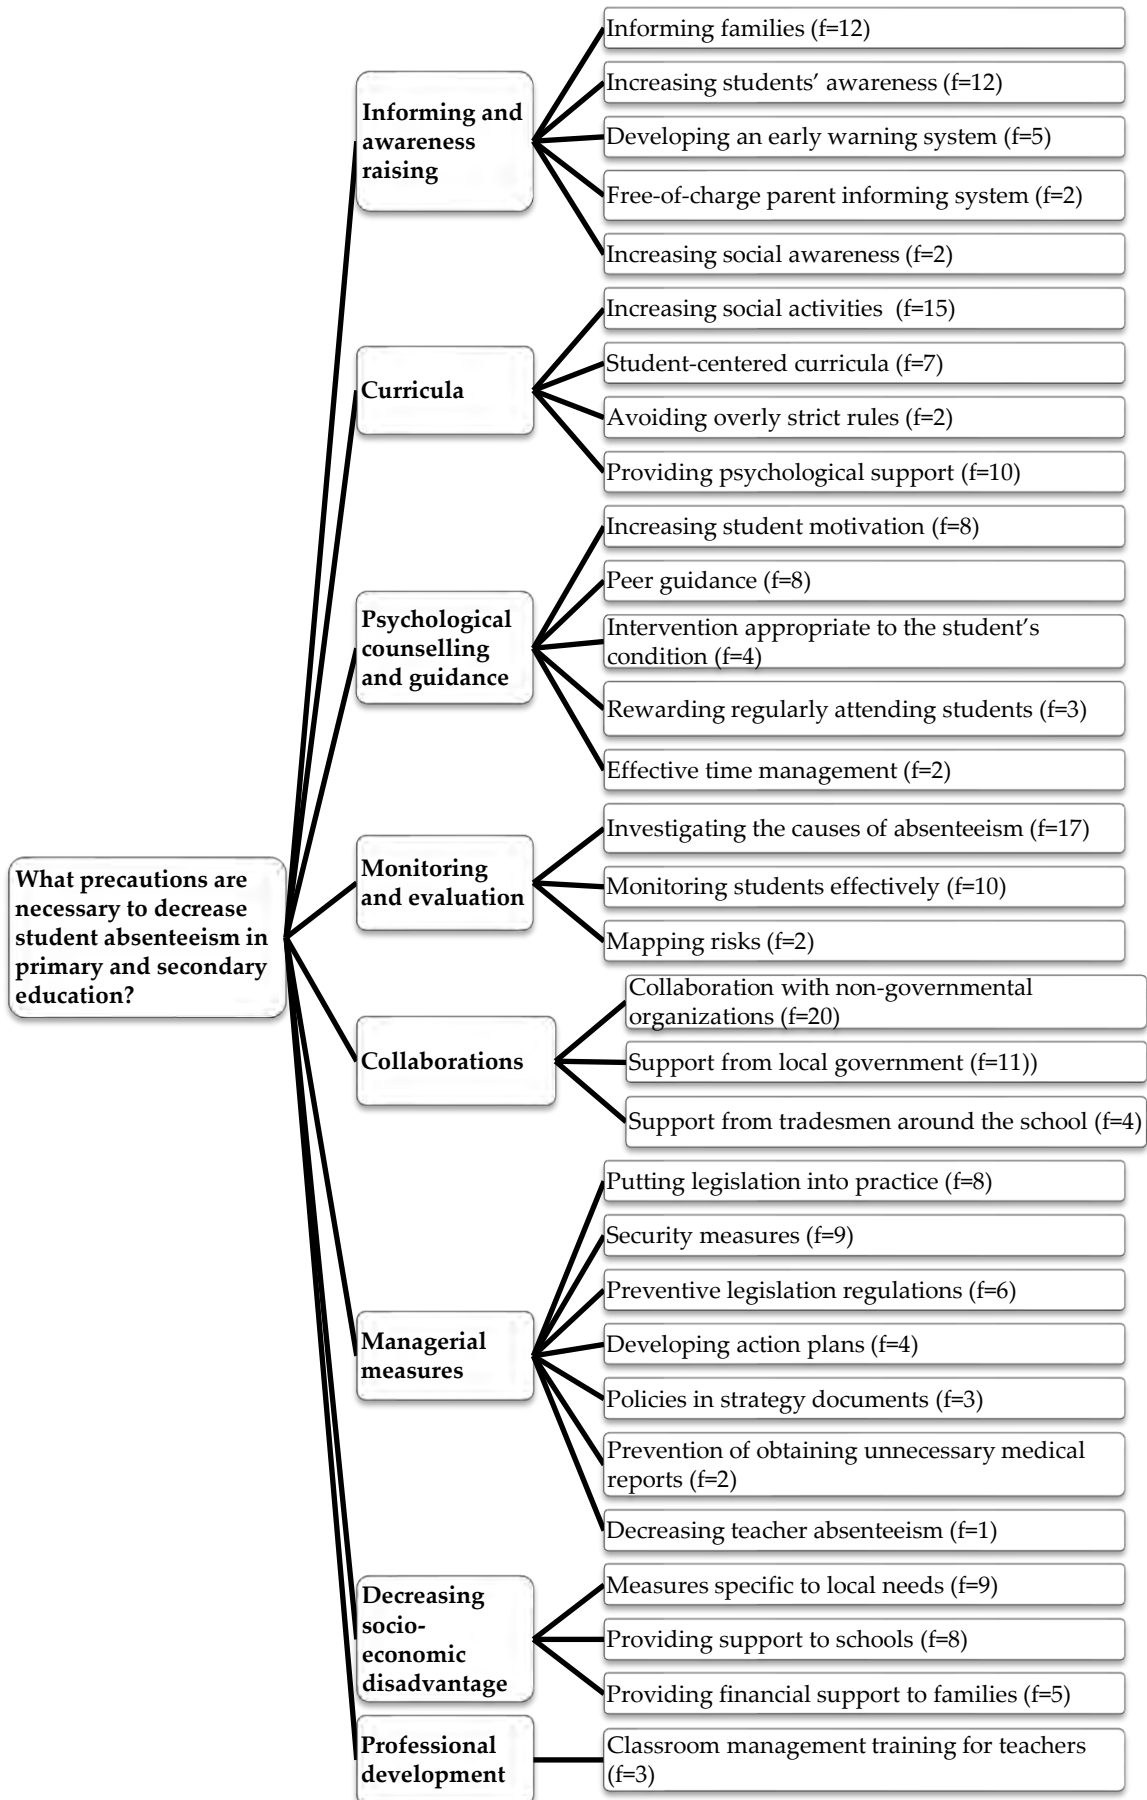 What precautions are
necessary to decrease
student absenteeism in
primary and secondary
education?
Informing and
awareness
raising
Informing families (f=12)
Increasing students’ awareness (f=12)
Developing an early warning system (f=5)
Free-of-charge parent informing system (f=2)
Increasing social awareness (f=2)
Curricula
Increasing social activities  (f=15)
Student-centered curricula (f=7)
Avoiding overly strict rules (f=2)
Providing psychological support (f=10)
Psychological
counselling
and guidance
Increasing student motivation (f=8)
Peer guidance (f=8)
Intervention appropriate to the student’s
condition (f=4)
Rewarding regularly attending students (f=3)
Effective time management (f=2)
Monitoring
and evaluation
Investigating the causes of absenteeism (f=17)
Monitoring students effectively (f=10)
Mapping risks (f=2)
Collaborations
Collaboration with non-governmental
organizations (f=20)
Support from local government (f=11))
Support from tradesmen around the school (f=4)
Managerial
measures
Putting legislation into practice (f=8)
Security measures (f=9)
Preventive legislation regulations (f=6)
Developing action plans (f=4)
Policies in strategy documents (f=3)
Prevention of obtaining unnecessary medical
reports (f=2)
Decreasing teacher absenteeism (f=1)
Decreasing
socio-
economic
disadvantage
Measures specific to local needs (f=9)
Providing support to schools (f=8)
Providing financial support to families (f=5)
Professional
development
Classroom management training for teachers
(f=3)